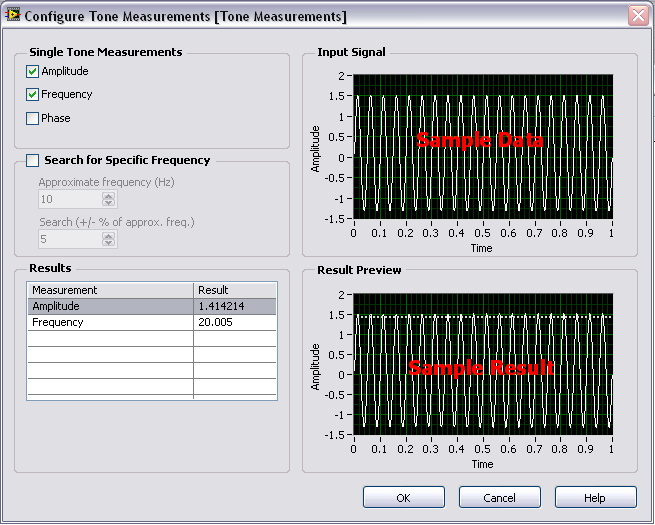 Configure Tone Measurements [Tone Measurements]
Single Tone Measurements
Amplitude
Frequency
Phase
Search for Specific Frequency
Approximate frequency (Hz)
10
Search (+/- % of approx. freq.)
5
Results
Measurement Result
Amplitude 1.414214
Frequency 20.005
Input Signal
2
1.5
1
0.5
0
-0.5
-1
-1.5
Amplitude
Sample Data
0 0.1 0.2 0.3 0.4 0.5 0.6 0.7 0.8 0.9 1
Time
Result Preview
2
1.5
1
0.5
0
-0.5
-1
-1.5
Amplitude
Sample Result
0 0.1 0.2 0.3 0.4 0.5 0.6 0.7 0.8 0.9 1
Time
OK Cancel Help